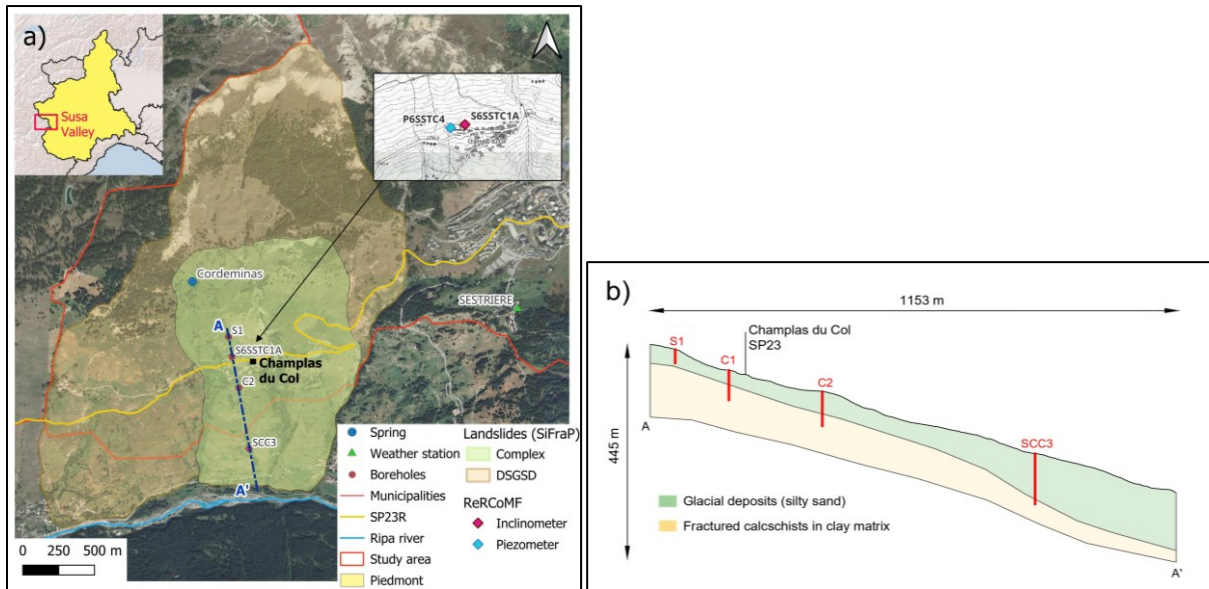 a)
Susa
Valley
P6SSTC4
S6SSTC1A
Cordeminas
SESTRIERE
A
S1
S6SSTC1A
Champlas
du Col
C2
SCC3
A'
Spring
Weather station
Boreholes
Municipalities
SP23R
Ripa river
Study area
Piedmont
Landslides (SiFraP)
Complex
DSGSD
ReRCoMF
Inclinometer
Piezometer
0 250 500 m
b)
1153 m
Champlas du Col
SP23
S1
C1
C2
SCC3
A
445 m
Glacial deposits (silty sand)
Fractured calcschists in clay matrix
A'